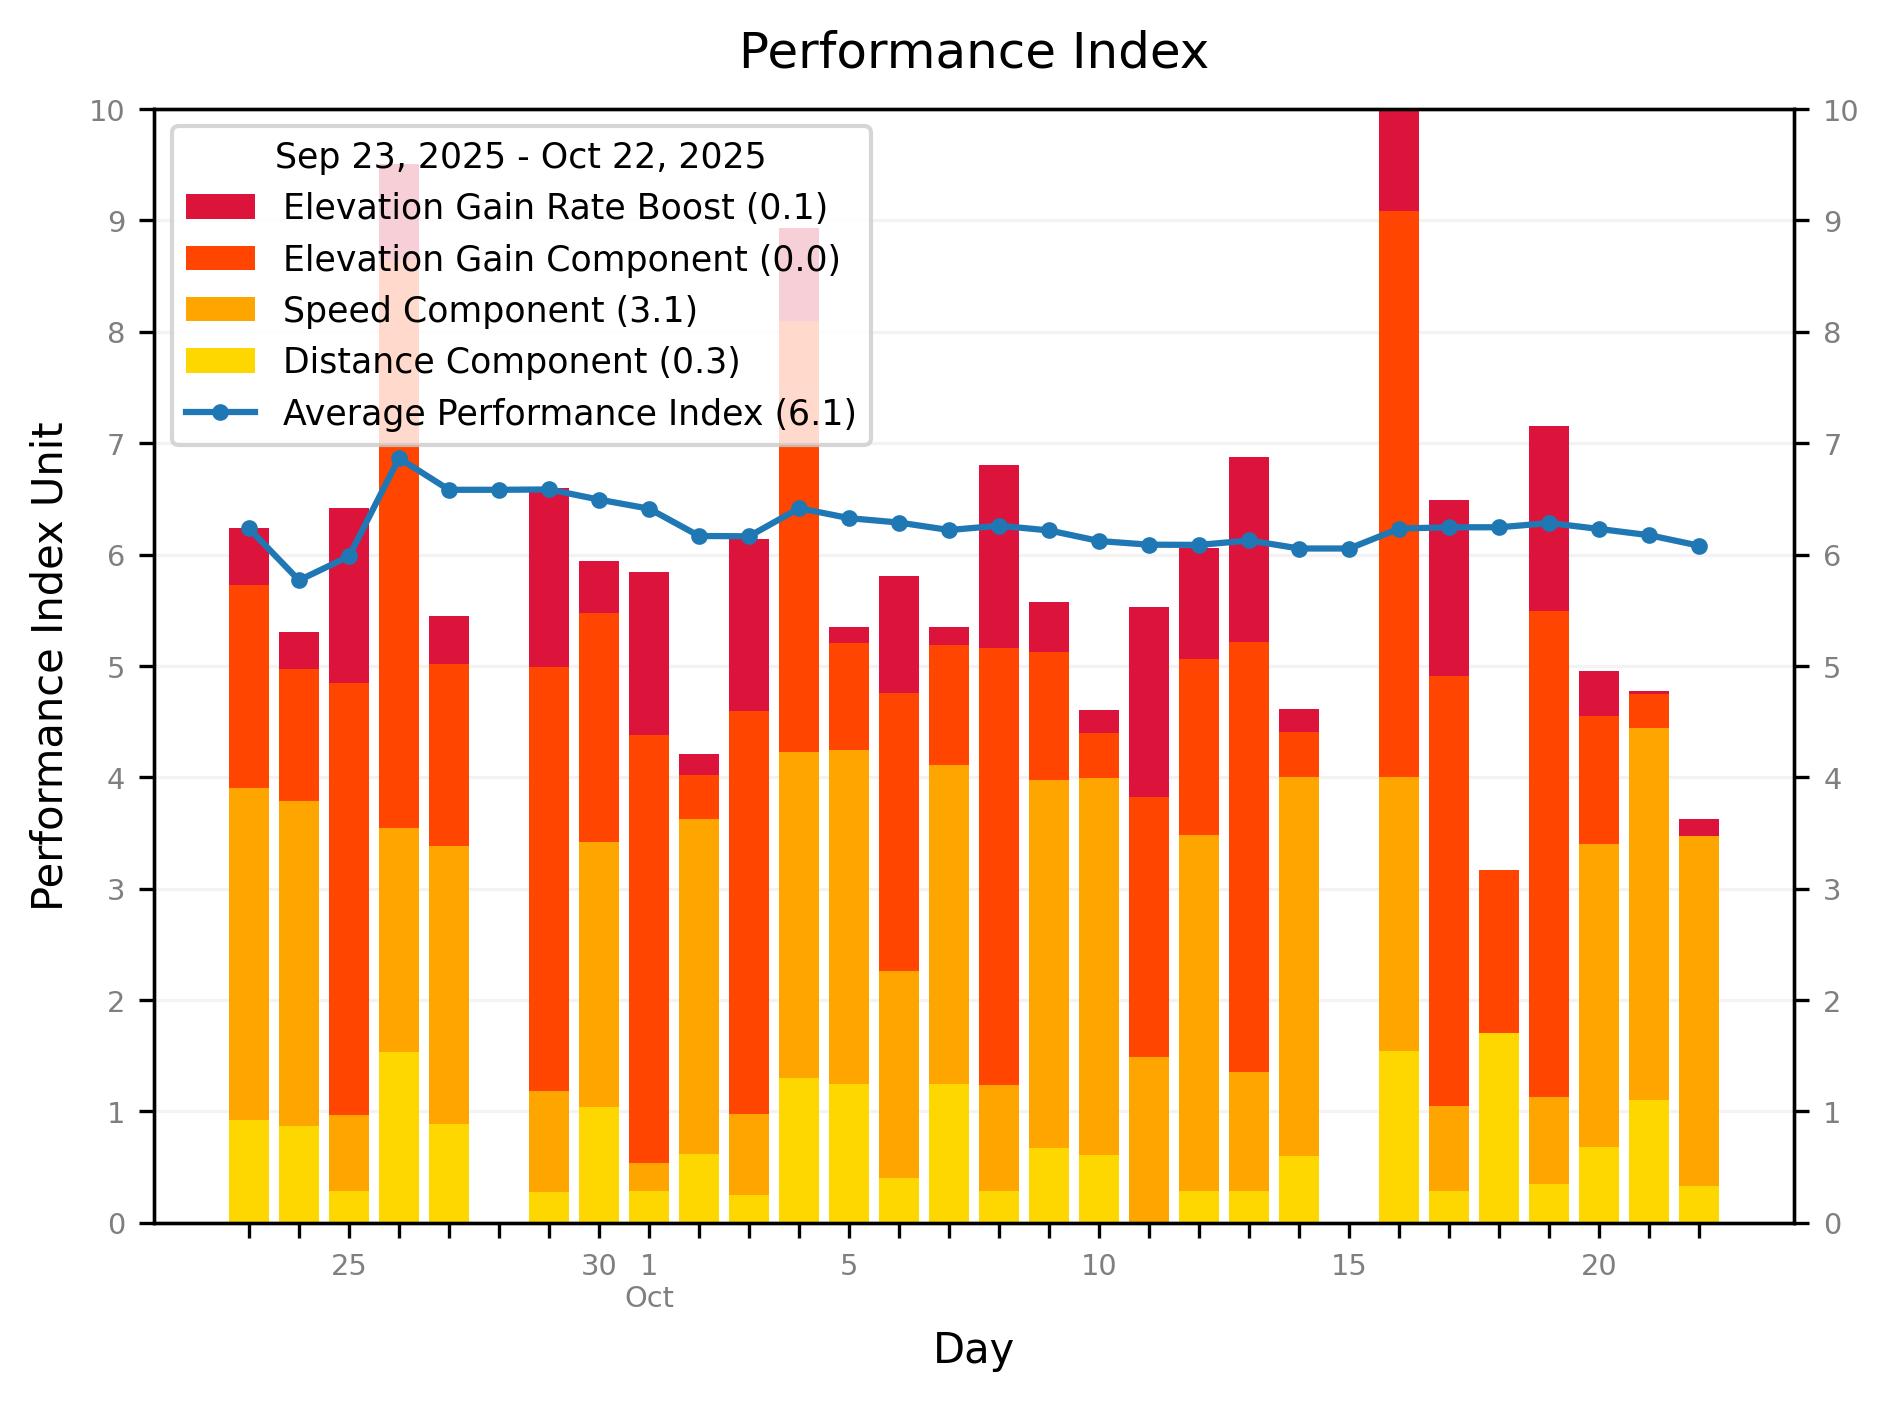 Performance Index
Sep 23, 2025 - Oct 22, 2025
Elevation Gain Rate Boost (0.1)
Elevation Gain Component (0.0)
Speed Component (3.1)
Distance Component (0.3)
Average Performance Index (6.1)
Performance Index Unit
10
9
8
7
6
5
4
3
2
1
0
10
9
8
7
6
5
4
3
2
1
0
25 30 1 5 10 15 20
Oct
Day